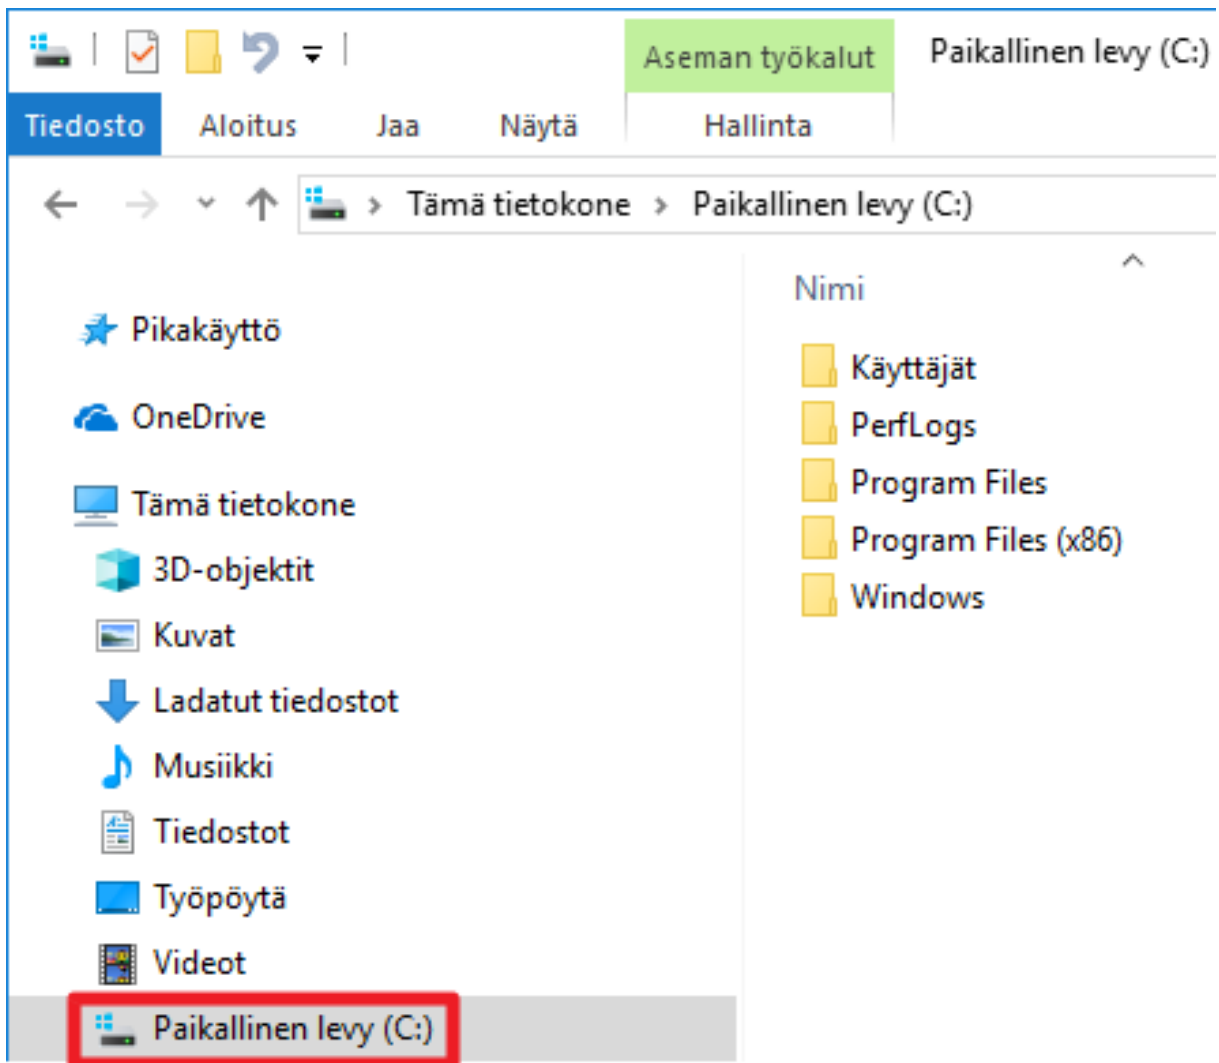 Aseman työkalut
Paikallinen levy (C:)
Tiedosto
Aloitus
Jaa
Näytä
Hallinta
Tämä tietokone
Paikallinen levy (C:)
Pikakäyttö
OneDrive
Tämä tietokone
3D-objektit
Kuvat
Ladatut tiedostot
Musiikki
Tiedostot
Työpöytä
Videot
Paikallinen levy (C:)
Nimi
Käyttäjät
PerfLogs
Program Files
Program Files (x86)
Windows